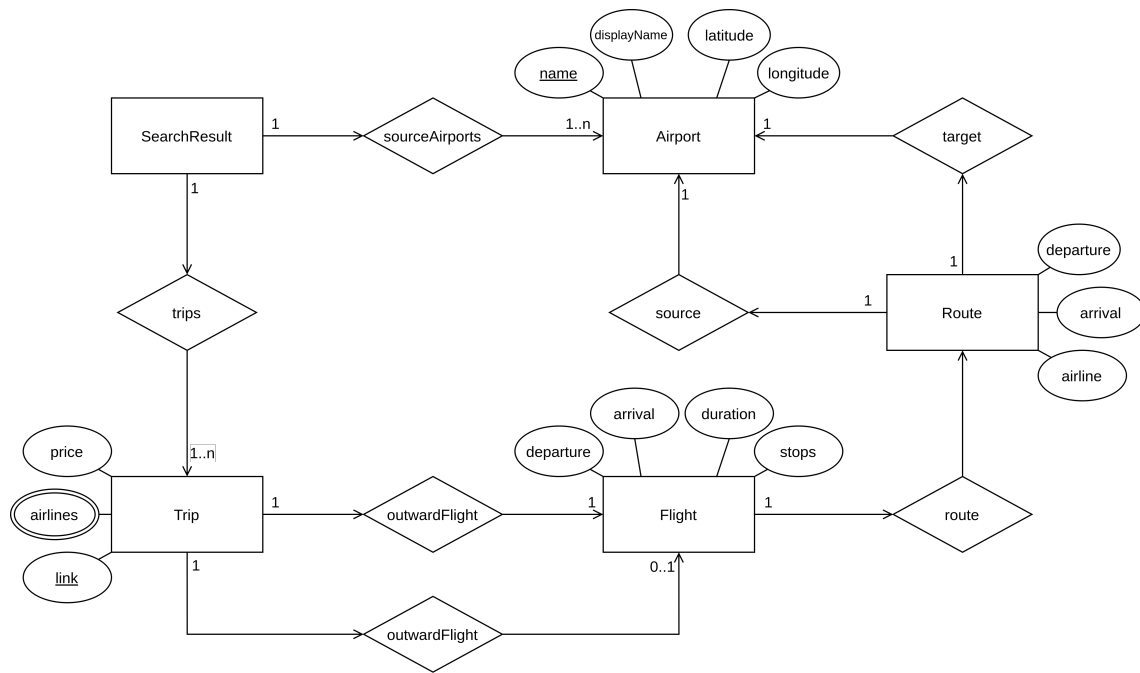 displayName
latitude
name
longitude
SearchResult
1
sourceAirports
1..n
Airport
1
target
1
1
departure
1
1
trips
source
Route
arrival
airline
arrival
duration
price
1..n
departure
stops
airlines
Trip
1
outwardFlight
1
Flight
1
route
link
1
0..1
outwardFlight